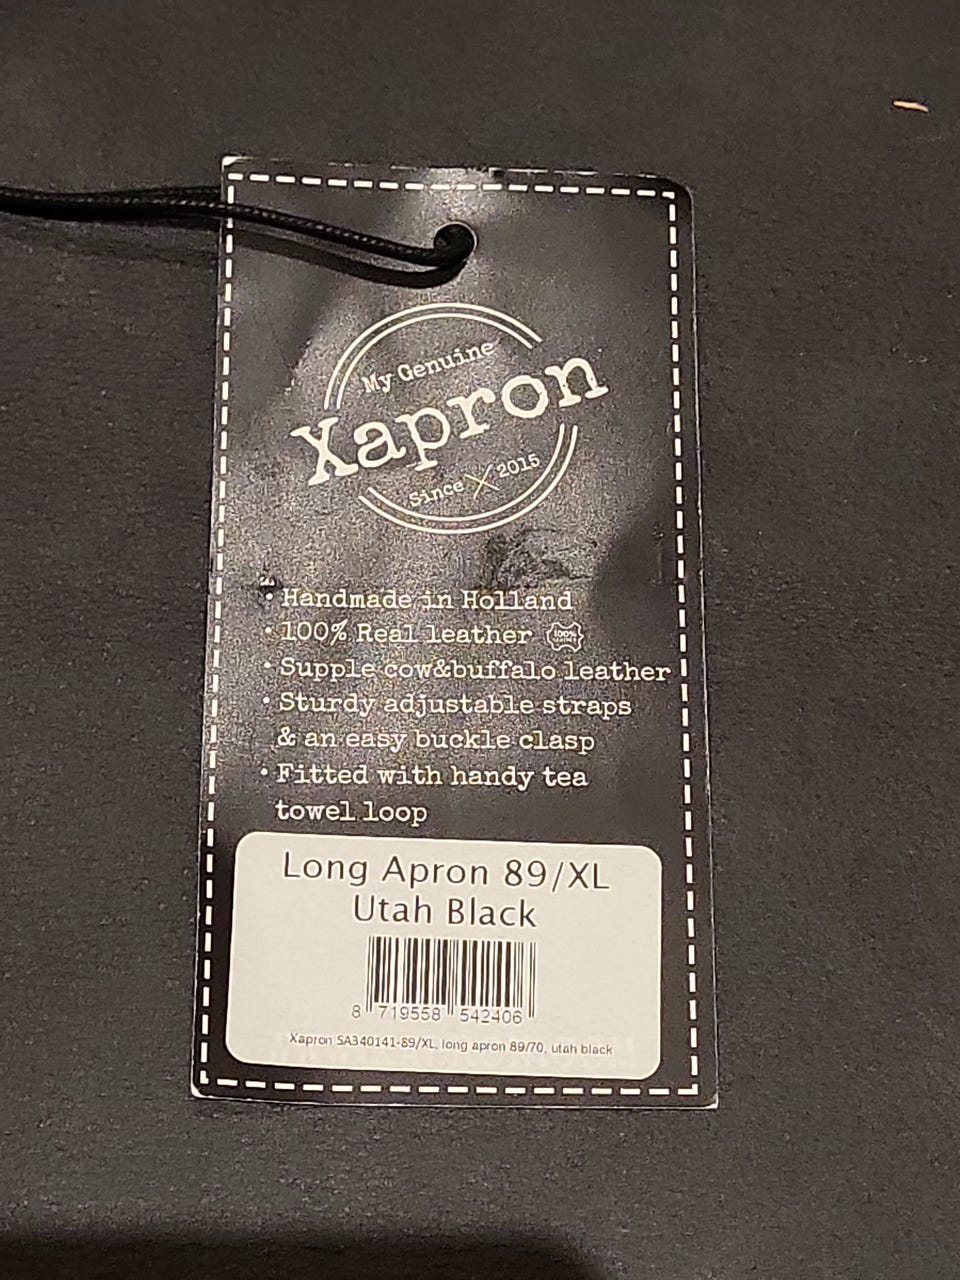 My Genuine
Xapron
Since 2015
• Handmade in Holland
• 100% Real leather 100%
• Supple cow&buffalo leather
• Sturdy adjustable straps
& an easy buckle clasp
• Fitted with handy tea
towel loop
Long Apron 89/XL
Utah Black
8 719558 542406
Xapron SA340141-89/XL, long apron 89/70, utah black